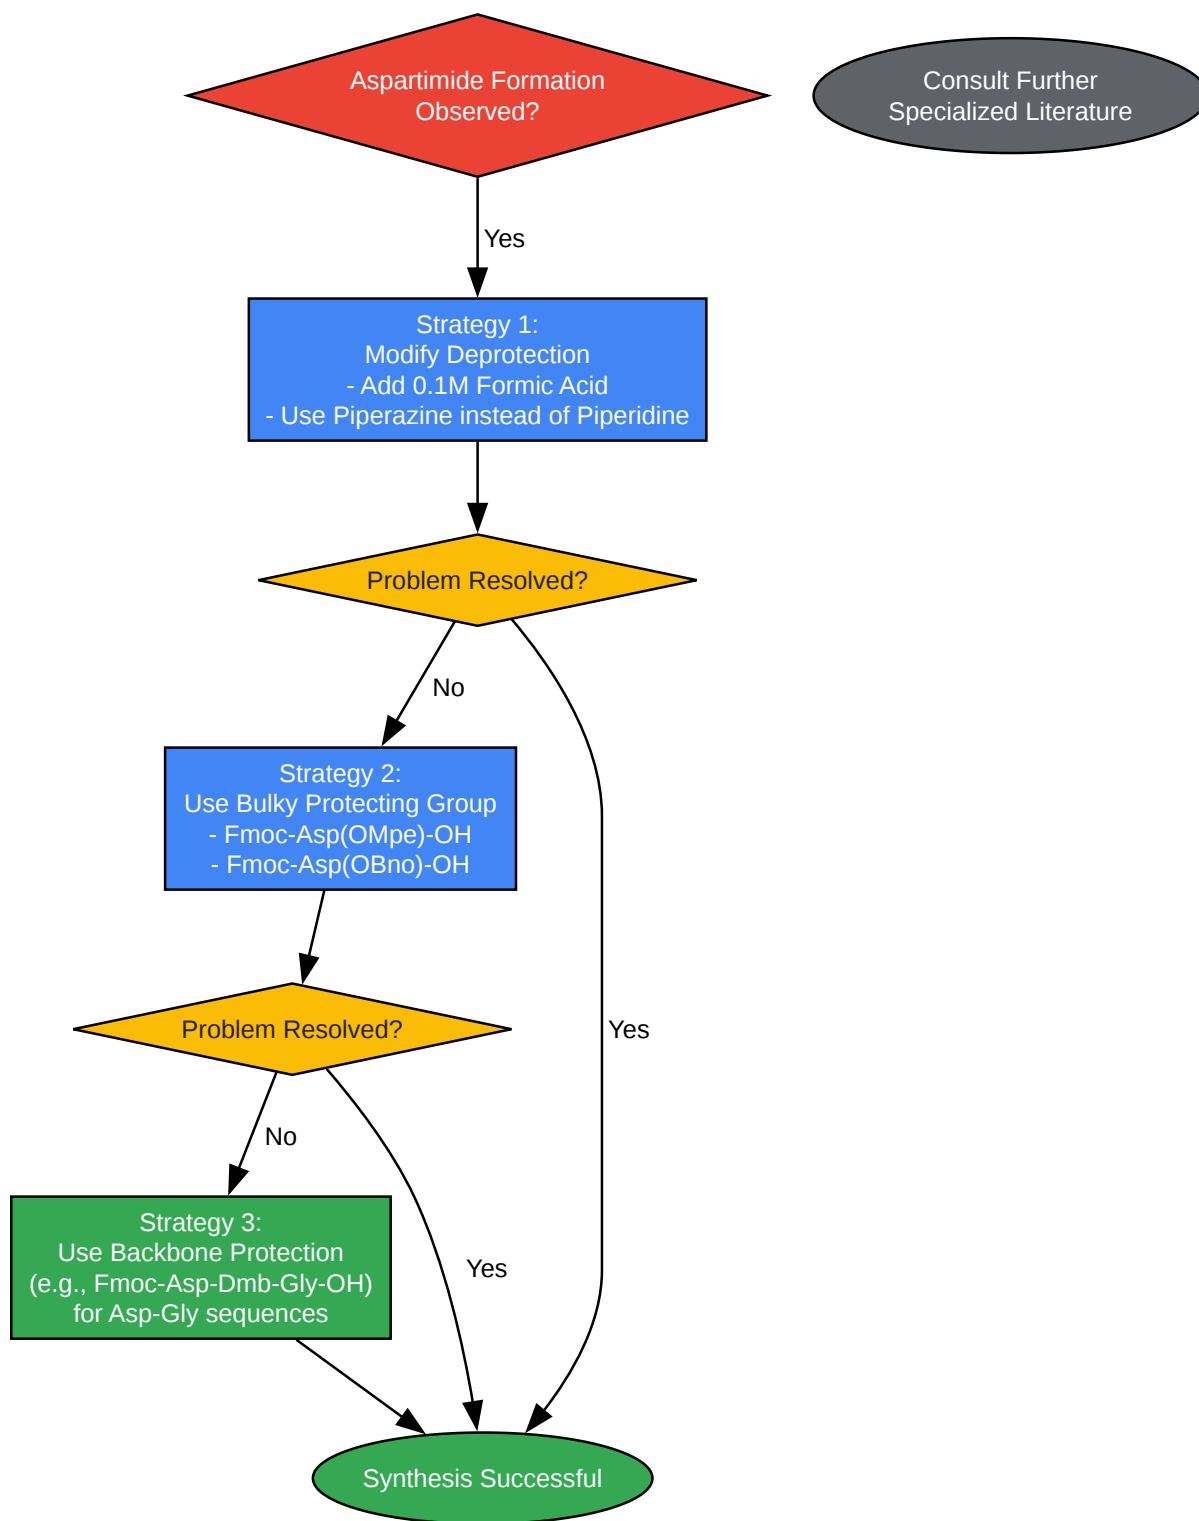 Aspartimide Formation
Observed?
Consult Further
Specialized Literature
Yes
Strategy 1:
Modify Deprotection
- Add 0.1M Formic Acid
- Use Piperazine instead of Piperidine
Problem Resolved?
No
Strategy 2:
Use Bulky Protecting Group
- Fmoc-Asp(OMpe)-OH
- Fmoc-Asp(OBno)-OH
Problem Resolved?
Yes
No
Strategy 3:
Use Backbone Protection
(e.g., Fmoc-Asp-Dmb-Gly-OH)
for Asp-Gly sequences
Yes
Synthesis Successful